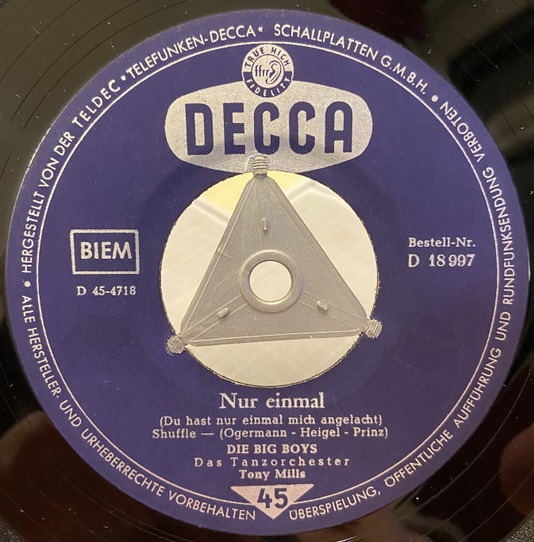 HERGESTELLT VON DER TELDEC • "TELEFUNKEN-DECCA" SCHALLPLATTEN G.M.B.H. •
TRUE HIGH
ffrr
FIDELITY
DECCA
BIEM
D 45-4718
Bestell-Nr.
D 18 997
Nur einmal
(Du hast nur einmal mich angelacht)
Shuffle — (Ogermann - Heigel - Prinz)
DIE BIG BOYS
Das Tanzorchester
Tony Mills
45
• ALLE HERSTELLER- UND URHEBERRECHTE VORBEHALTEN
ÜBERSPIELUNG, ÖFFENTLICHE AUFFÜHRUNG UND RUNDFUNKSENDUNG VERBOTEN